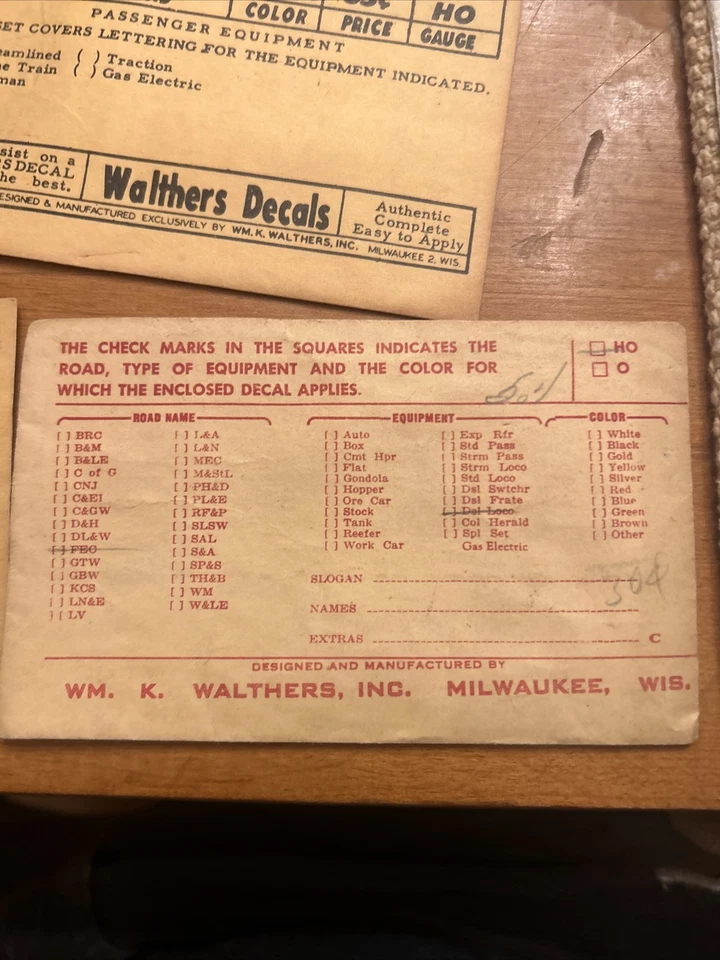 COLOR PRICE HO GAUGE
PASSENGER EQUIPMENT
SET COVERS LETTERING FOR THE EQUIPMENT INDICATED.
( ) Traction
( ) Gas Electric
on a
the best.
Walthers Decals
Authentic
Complete
Easy to Apply
DESIGNED & MANUFACTURED EXCLUSIVELY BY WM. K. WALTHERS, INC. MILWAUKEE 2, WIS.
THE CHECK MARKS IN THE SQUARES INDICATES THE
ROAD, TYPE OF EQUIPMENT AND THE COLOR FOR
WHICH THE ENCLOSED DECAL APPLIES.
HO
O
ROAD NAME
[ ] BRC
[ ] B&M
[ ] B&LE
[ ] C of G
[ ] CNJ
[ ] C&EI
[ ] C&GW
[ ] D&H
[ ] DL&W
[ ] FEC
[ ] GTW
[ ] GBW
[ ] KCS
[ ] LN&E
[ ] LV
[ ] L&A
[ ] L&N
[ ] MEC
[ ] M&StL
[ ] PH&D
[ ] PL&E
[ ] RF&P
[ ] SLSW
[ ] SAL
[ ] S&A
[ ] SP&S
[ ] TH&B
[ ] WM
[ ] W&LE
EQUIPMENT
[ ] Auto
[ ] Box
[ ] Cmt Hpr
[ ] Flat
[ ] Gondola
[ ] Hopper
[ ] Ore Car
[ ] Stock
[ ] Tank
[ ] Reefer
[ ] Work Car
[ ] Exp Rfr
[ ] Std Pass
[ ] Strm Pass
[ ] Strm Loco
[ ] Std Loco
[ ] Dsl Swtchr
[ ] Dsl Frate
[ ] Dsl Loco
[ ] Col Herald
[ ] Spl Set
Gas Electric
COLOR
[ ] White
[ ] Black
[ ] Gold
[ ] Yellow
[ ] Silver
[ ] Red
[ ] Blue
[ ] Green
[ ] Brown
[ ] Other
SLOGAN
NAMES
EXTRAS C
DESIGNED AND MANUFACTURED BY
WM. K. WALTHERS, INC. MILWAUKEE, WIS.